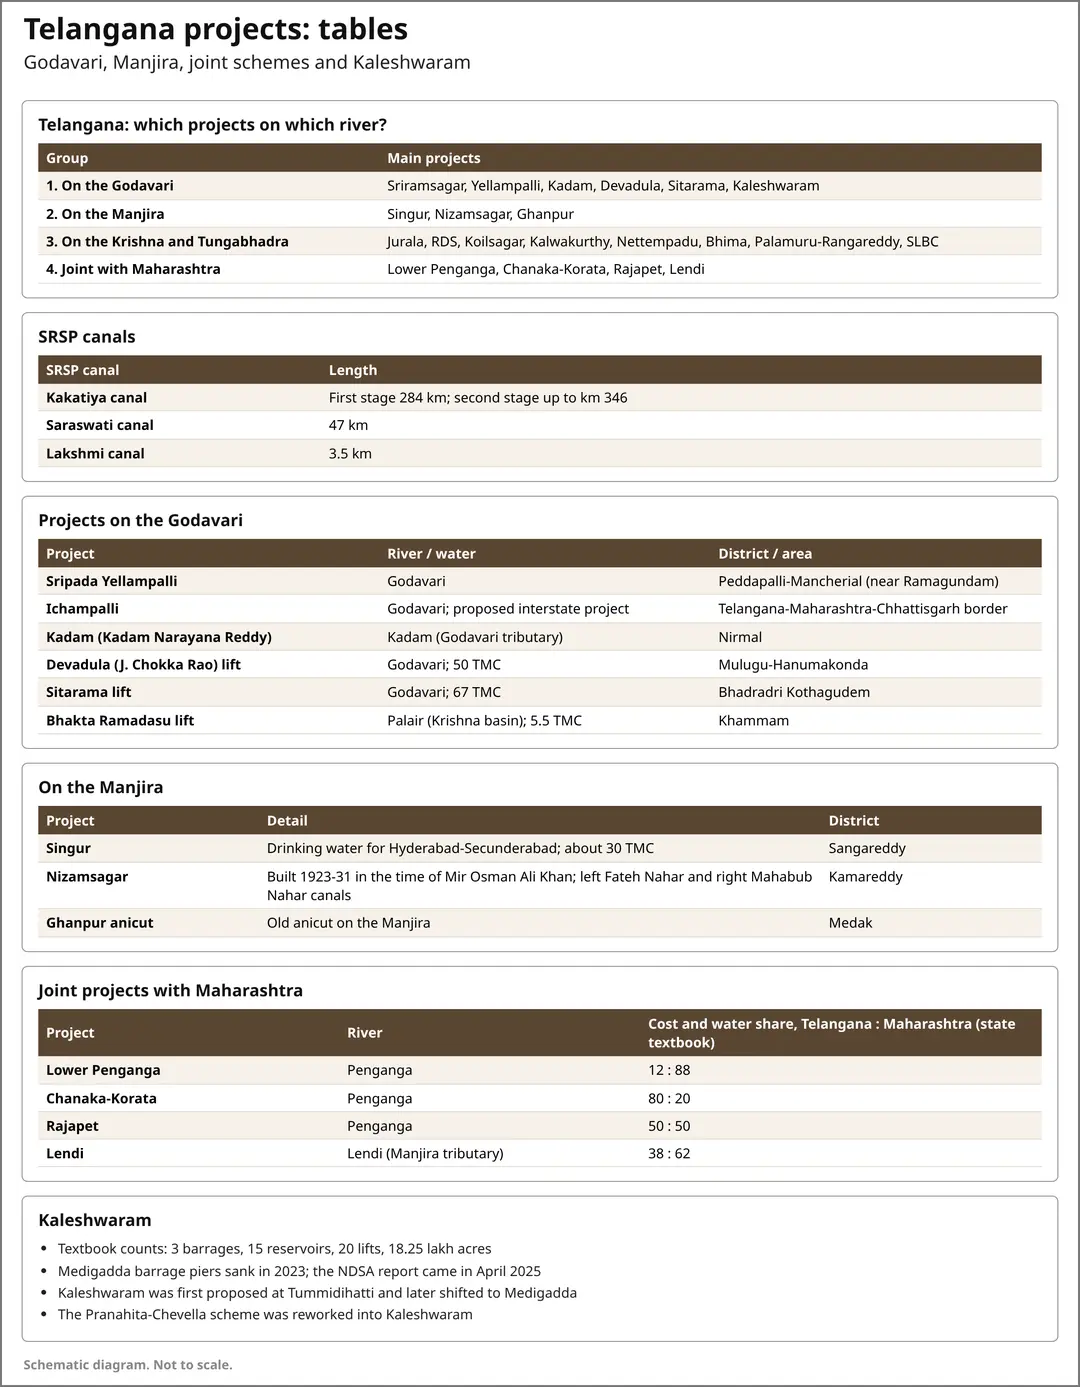 Telangana projects: tables
Godavari, Manjira, joint schemes and Kaleshwaram
Telangana: which projects on which river?
Group Main projects
1. On the Godavari Sriramsagar, Yellampalli, Kadam, Devadula, Sitarama, Kaleshwaram
2. On the Manjira Singur, Nizamsagar, Ghanpur
3. On the Krishna and Tungabhadra Jurala, RDS, Koilsagar, Kalwakurthy, Nettempadu, Bhima, Palamuru-Rangareddy, SLBC
4. Joint with Maharashtra Lower Penganga, Chanaka-Korata, Rajapet, Lendi
SRSP canals
SRSP canal Length
Kakatiya canal First stage 284 km; second stage up to km 346
Saraswati canal 47 km
Lakshmi canal 3.5 km
Projects on the Godavari
Project River / water District / area
Sripada Yellampalli Godavari Peddapalli-Mancherial (near Ramagundam)
Ichampalli Godavari; proposed interstate project Telangana-Maharashtra-Chhattisgarh border
Kadam (Kadam Narayana Reddy) Kadam (Godavari tributary) Nirmal
Devadula (J. Chokka Rao) lift Godavari; 50 TMC Mulugu-Hanumakonda
Sitarama lift Godavari; 67 TMC Bhadradri Kothagudem
Bhakta Ramadasu lift Palair (Krishna basin); 5.5 TMC Khammam
On the Manjira
Project Detail District
Singur Drinking water for Hyderabad-Secunderabad; about 30 TMC Sangareddy
Nizamsagar Built 1923-31 in the time of Mir Osman Ali Khan; left Fateh Nahar and right Mahabub Kamareddy
Nahar canals
Ghanpur anicut Old anicut on the Manjira Medak
Joint projects with Maharashtra
Project River Cost and water share, Telangana : Maharashtra (state
textbook)
Lower Penganga Penganga 12 : 88
Chanaka-Korata Penganga 80 : 20
Rajapet Penganga 50 : 50
Lendi Lendi (Manjira tributary) 38 : 62
Kaleshwaram
• Textbook counts: 3 barrages, 15 reservoirs, 20 lifts, 18.25 lakh acres
• Medigadda barrage piers sank in 2023; the NDSA report came in April 2025
• Kaleshwaram was first proposed at Tummidihatti and later shifted to Medigadda
• The Pranahita-Chevella scheme was reworked into Kaleshwaram
Schematic diagram. Not to scale.